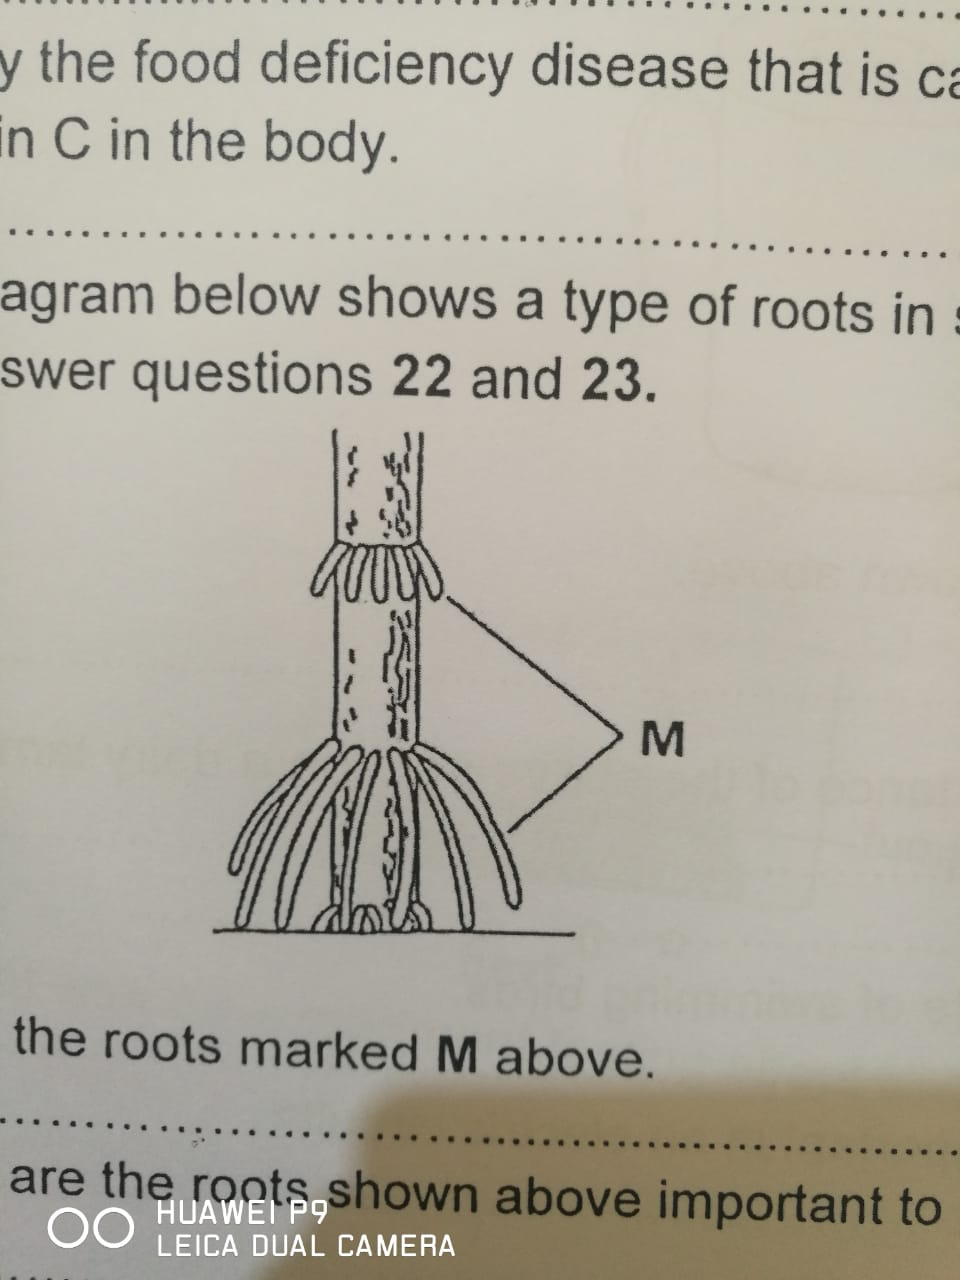 y the food deficiency disease that is ca
in C in the body.
agram below shows a type of roots in s
swer questions 22 and 23.
M
the roots marked M above.
are the roots shown above important to
HUAWEI P9
LEICA DUAL CAMERA